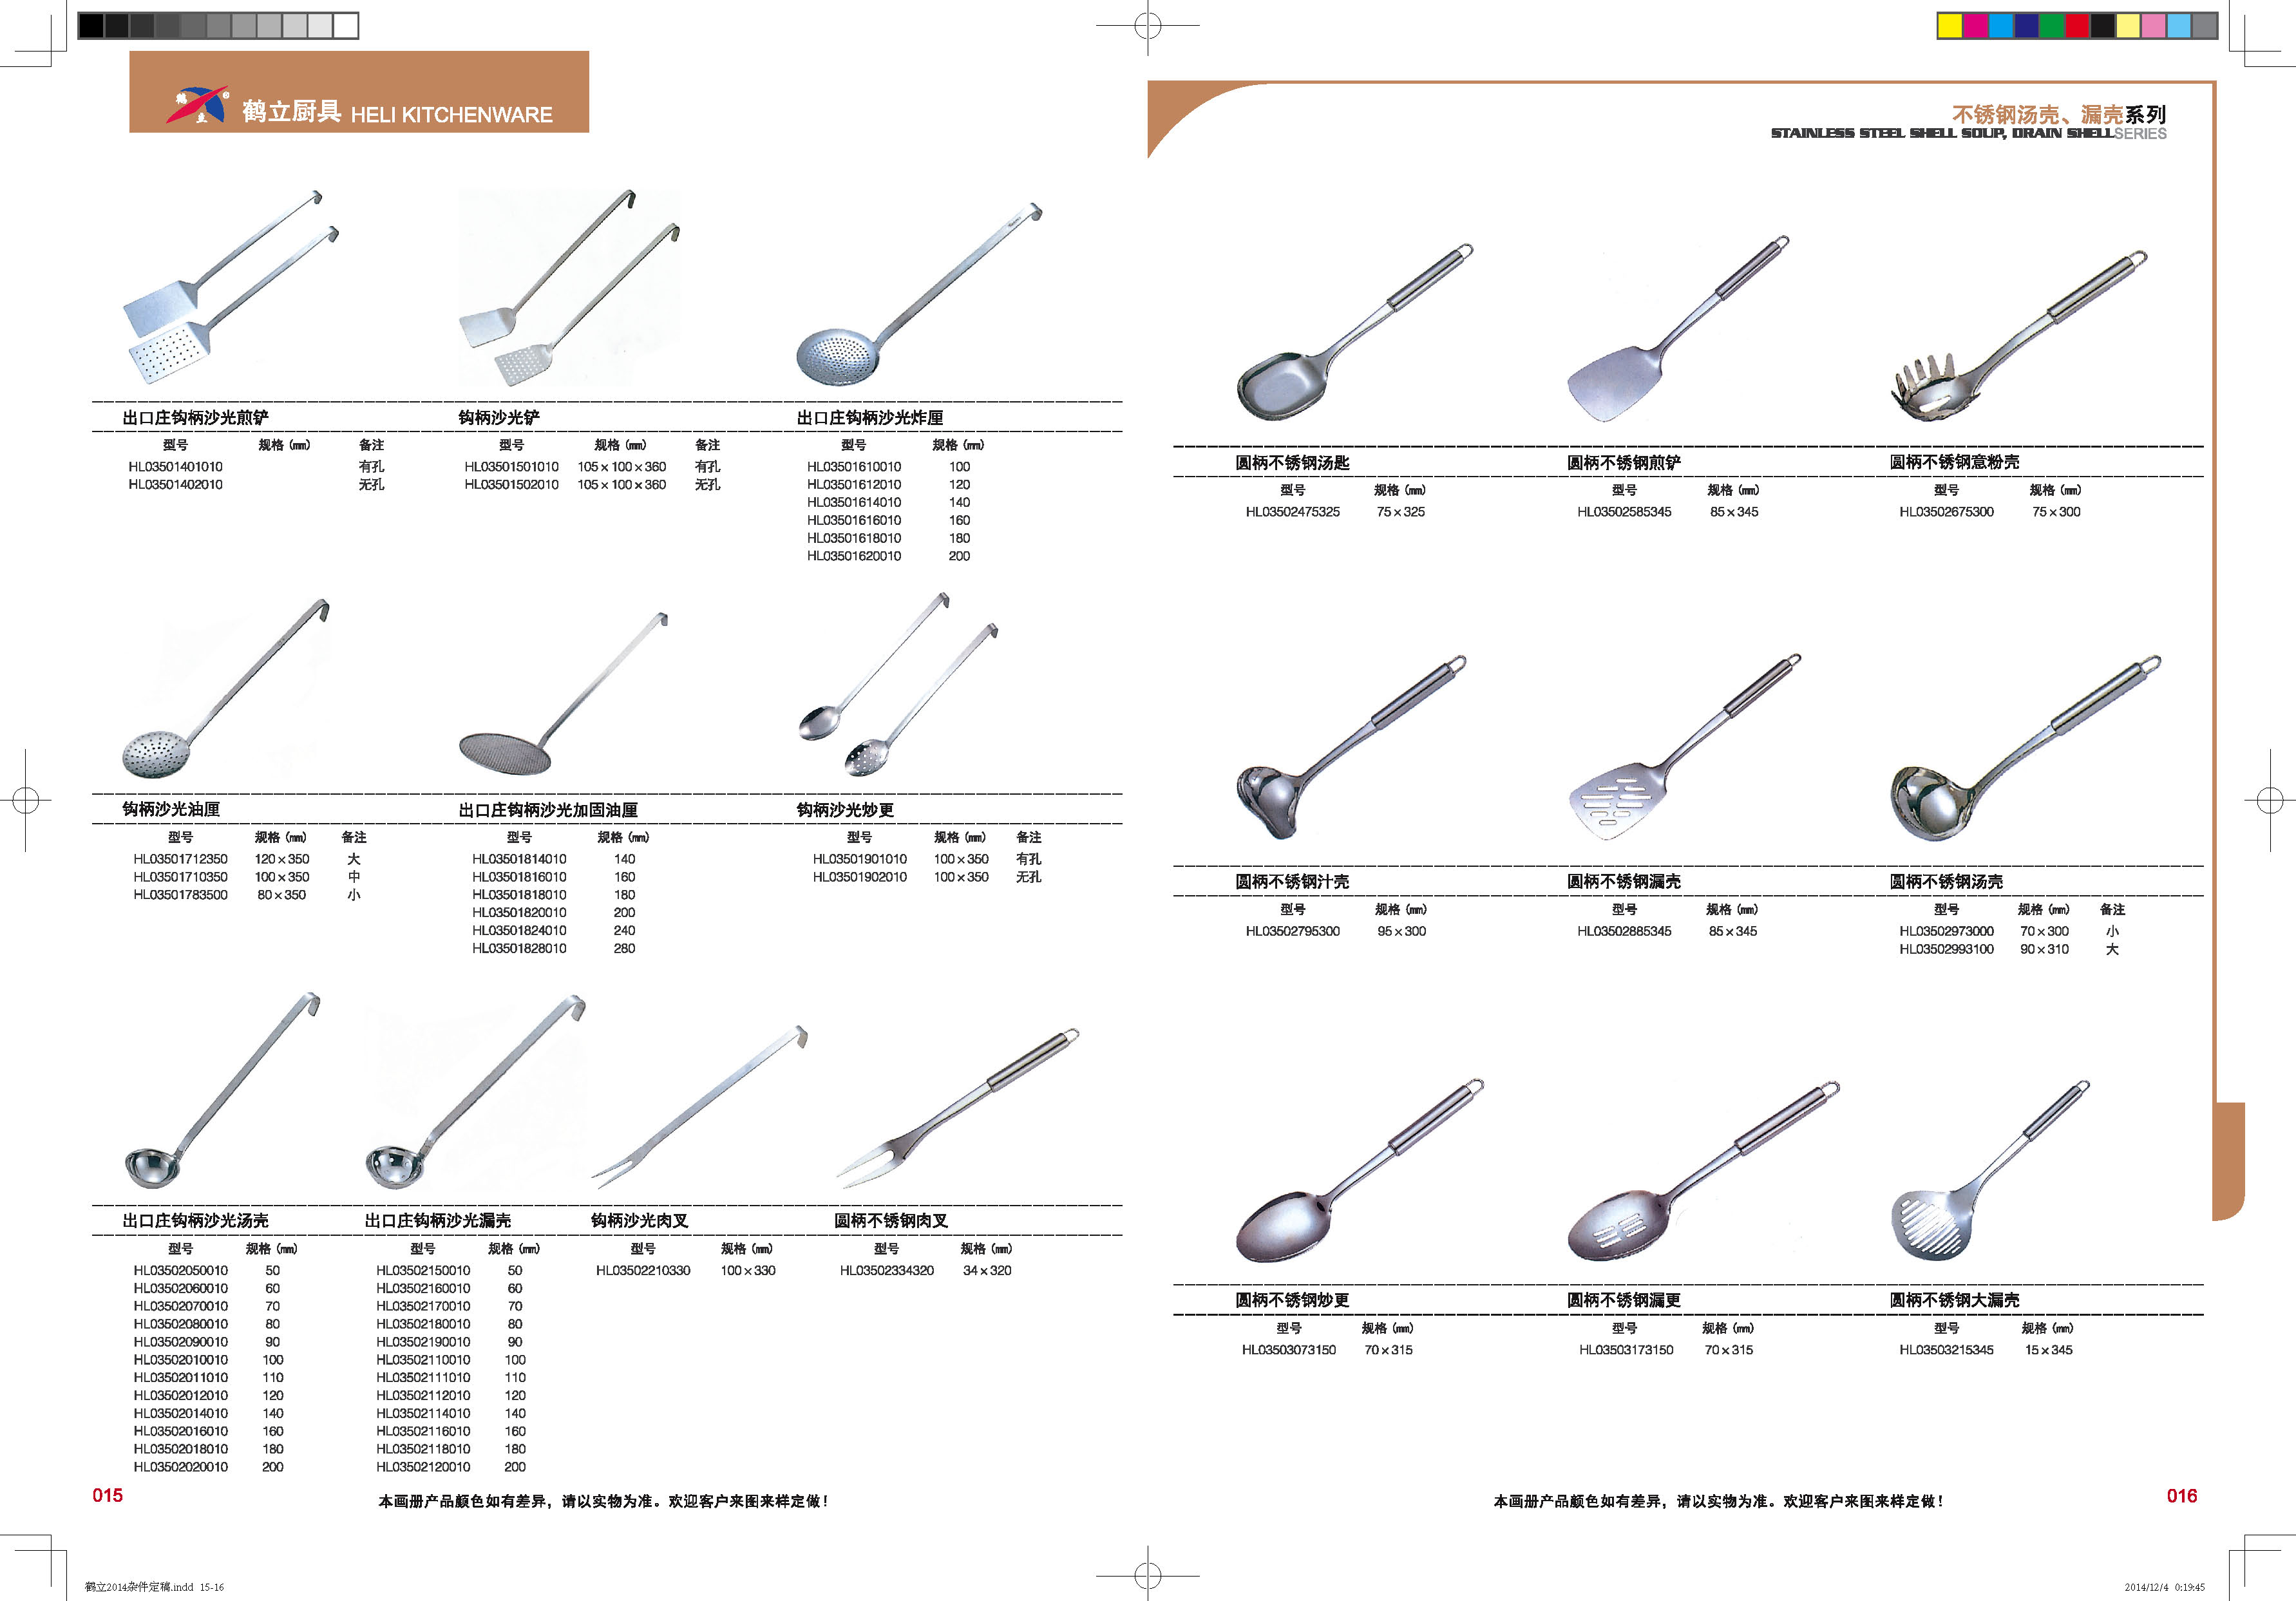 鹤立厨具 HELI KITCHENWARE
不锈钢汤壳、漏壳系列
STAINLESS STEEL SHELL SOUP, DRAIN SHELL SERIES
出口庄钩柄沙光煎铲
型号 规格 (mm) 备注
HL03501401010 有孔
HL03501402010 无孔
钩柄沙光铲
型号 规格 (mm) 备注
HL03501501010 105×100×360 有孔
HL03501502010 105×100×360 无孔
出口庄钩柄沙光炸厘
型号 规格 (mm)
HL03501610010 100
HL03501612010 120
HL03501614010 140
HL03501616010 160
HL03501618010 180
HL03501620010 200
钩柄沙光油厘
型号 规格 (mm) 备注
HL03501712350 120×350 大
HL03501710350 100×350 中
HL03501783500 80×350 小
出口庄钩柄沙光加固油厘
型号 规格 (mm)
HL03501814010 140
HL03501816010 160
HL03501818010 180
HL03501820010 200
HL03501824010 240
HL03501828010 280
钩柄沙光炒更
型号 规格 (mm) 备注
HL03501901010 100×350 有孔
HL03501902010 100×350 无孔
出口庄钩柄沙光汤壳
型号 规格 (mm)
HL03502050010 50
HL03502060010 60
HL03502070010 70
HL03502080010 80
HL03502090010 90
HL03502010010 100
HL03502011010 110
HL03502012010 120
HL03502014010 140
HL03502016010 160
HL03502018010 180
HL03502020010 200
出口庄钩柄沙光漏壳
型号 规格 (mm)
HL03502150010 50
HL03502160010 60
HL03502170010 70
HL03502180010 80
HL03502190010 90
HL03502110010 100
HL03502111010 110
HL03502112010 120
HL03502114010 140
HL03502116010 160
HL03502118010 180
HL03502120010 200
钩柄沙光肉叉
型号 规格 (mm)
HL03502210330 100×330
圆柄不锈钢肉叉
型号 规格 (mm)
HL03502334320 34×320
015
本画册产品颜色如有差异，请以实物为准。欢迎客户来图来样定做！
圆柄不锈钢汤匙
型号 规格 (mm)
HL03502475325 75×325
圆柄不锈钢煎铲
型号 规格 (mm)
HL03502585345 85×345
圆柄不锈钢意粉壳
型号 规格 (mm)
HL03502675300 75×300
圆柄不锈钢汁壳
型号 规格 (mm)
HL03502795300 95×300
圆柄不锈钢漏壳
型号 规格 (mm)
HL03502885345 85×345
圆柄不锈钢汤壳
型号 规格 (mm) 备注
HL03502973000 70×300 小
HL03502993100 90×310 大
圆柄不锈钢炒更
型号 规格 (mm)
HL03503073150 70×315
圆柄不锈钢漏更
型号 规格 (mm)
HL03503173150 70×315
圆柄不锈钢大漏壳
型号 规格 (mm)
HL03503215345 15×345
本画册产品颜色如有差异，请以实物为准。欢迎客户来图来样定做！
016
鹤立2014杂件定稿.indd 15-16
2014/12/4 0:19:45